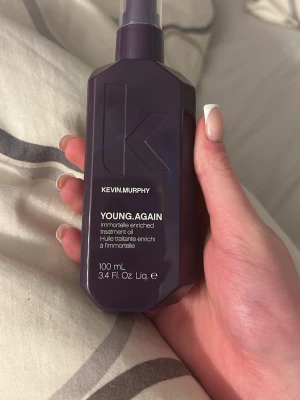 KEVIN.MURPHY
YOUNG.AGAIN
immortelle enriched
treatment oil
Huile traitante enrichi
à l'immortelle
100 mL
3.4 Fl. Oz. Liq. ℮